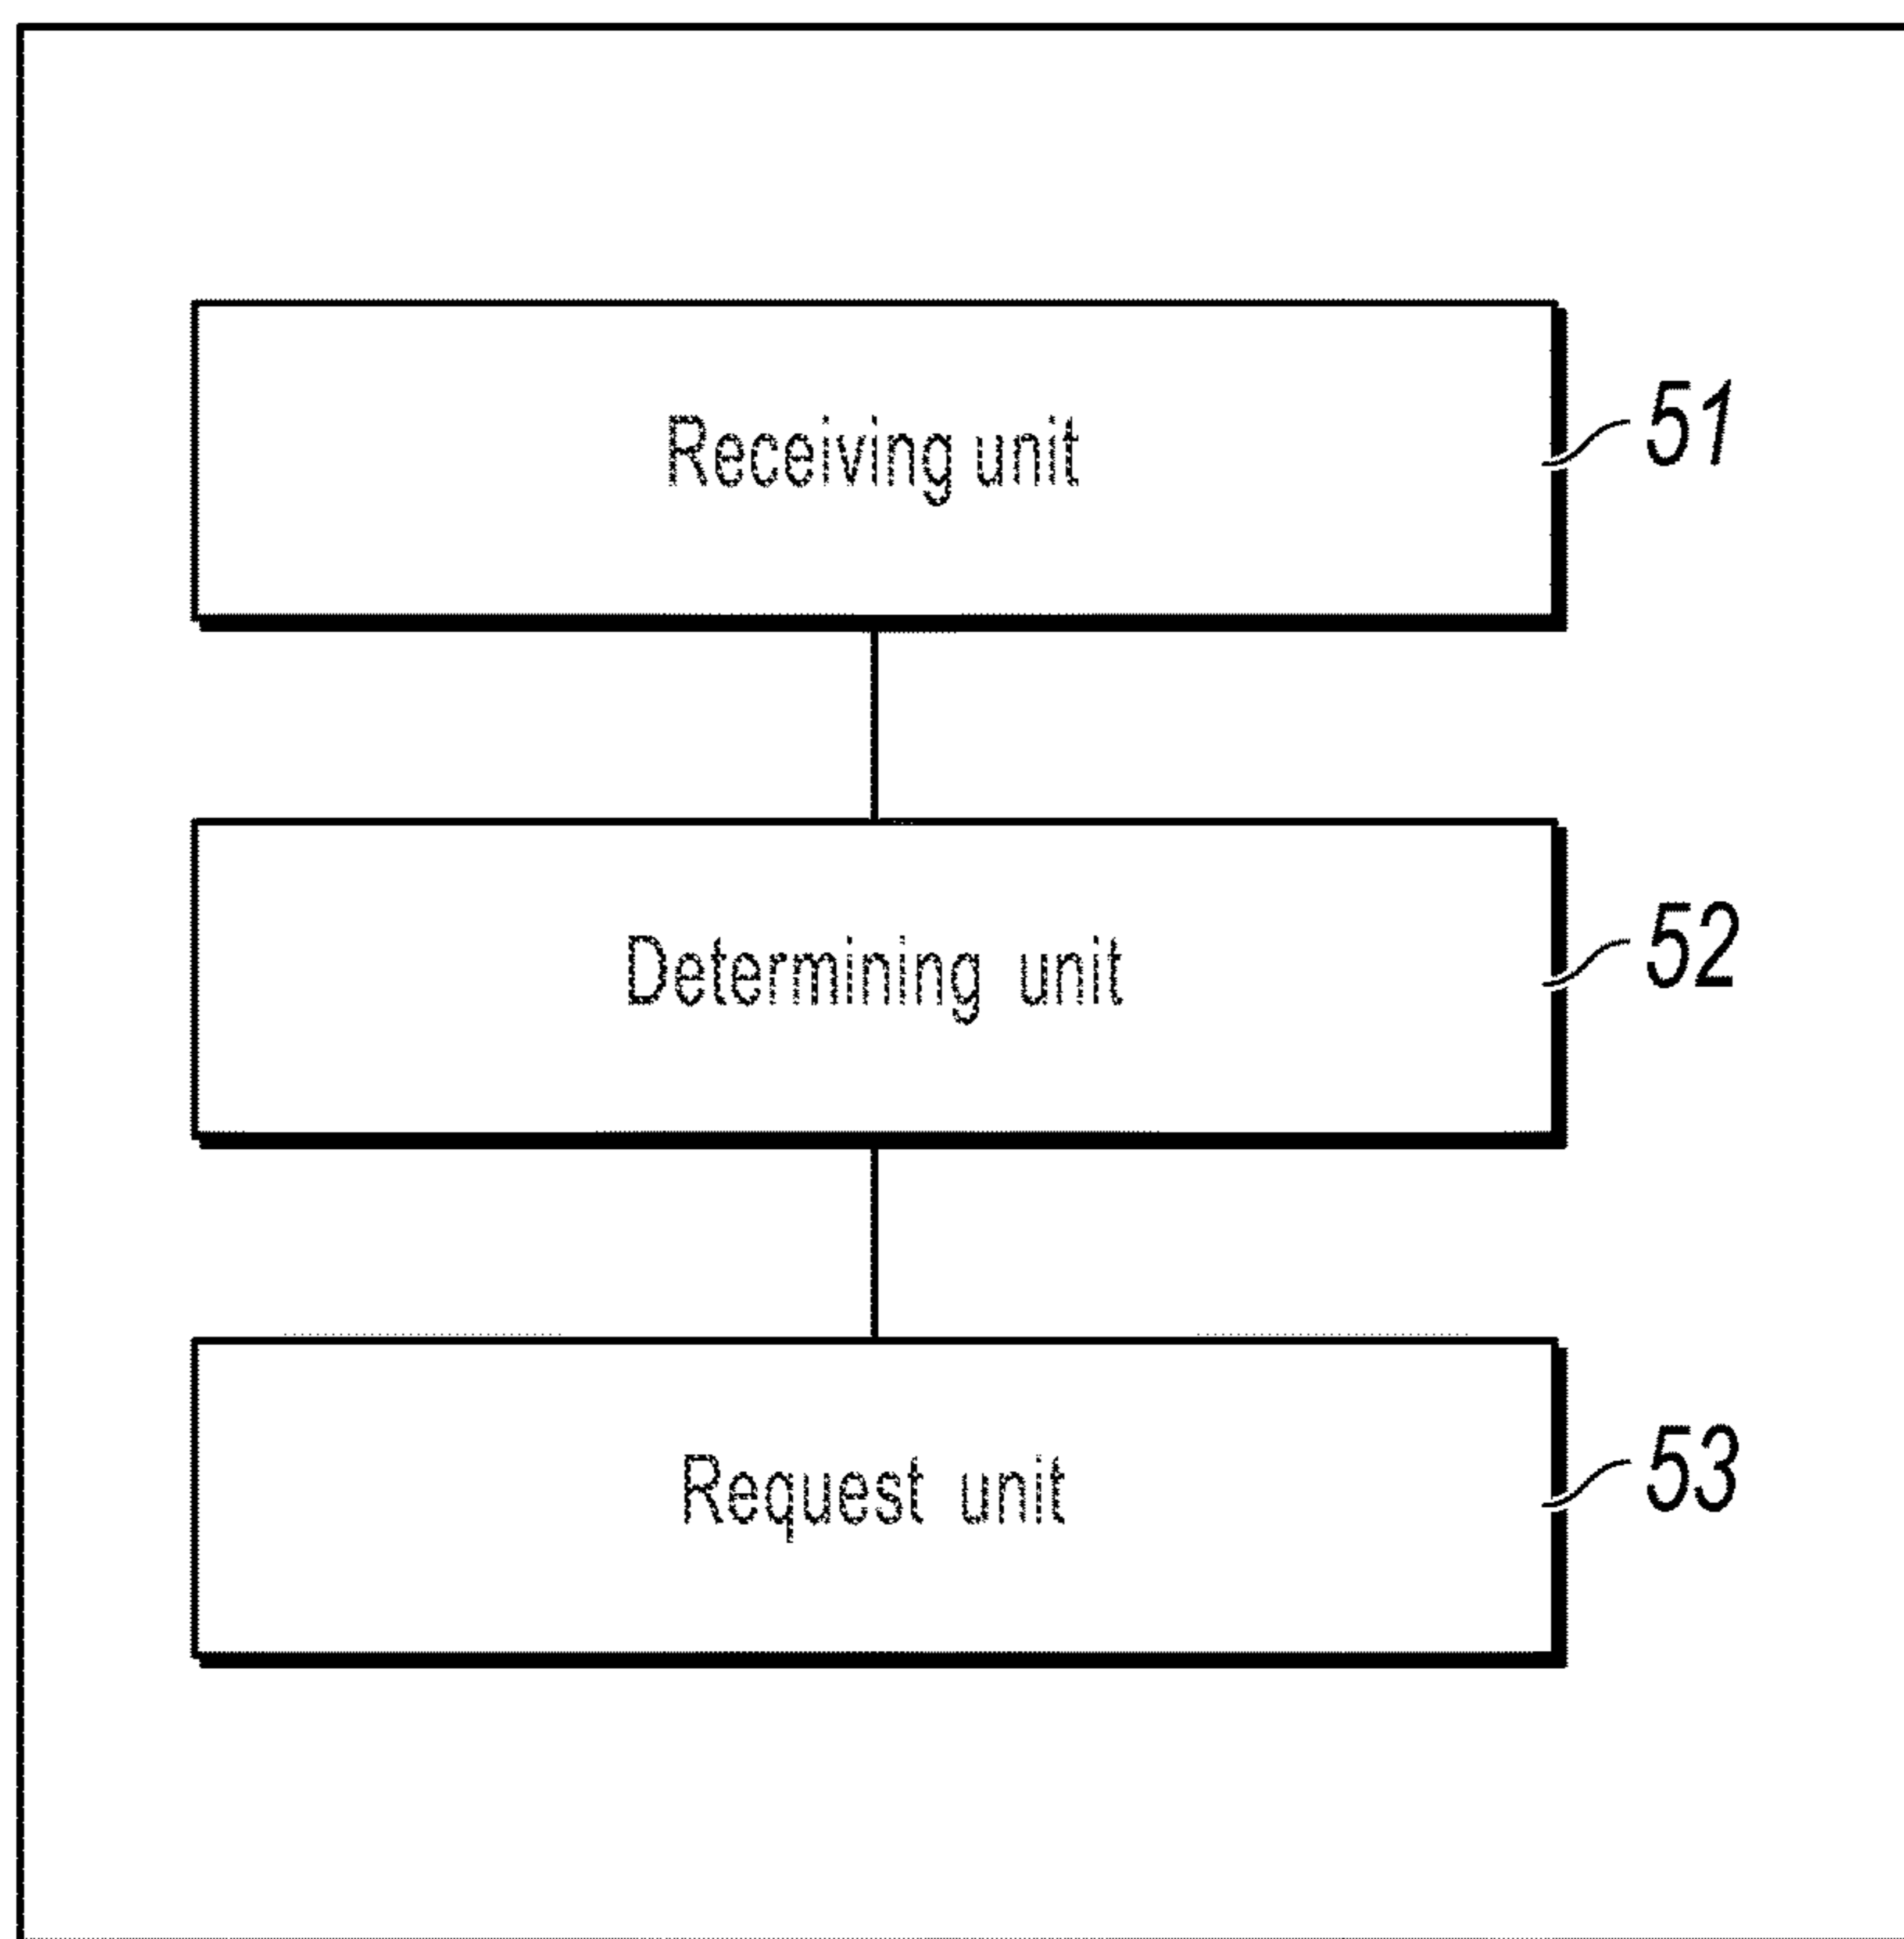 Receiving unit
51
Determining unit
52
Request unit
53